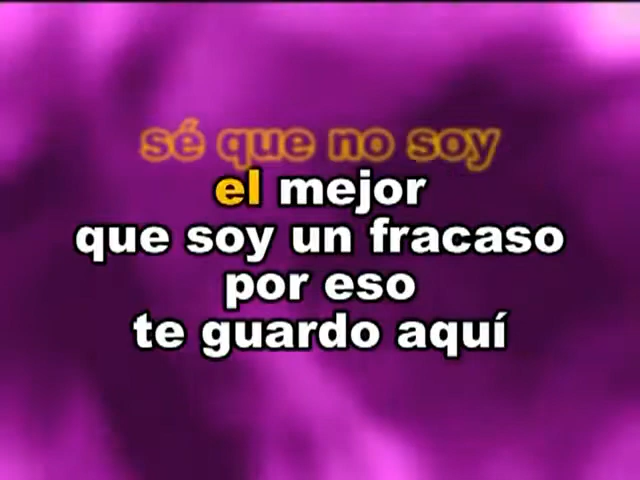 sé que no soy
el mejor
que soy un fracaso
por eso
te guardo aquí